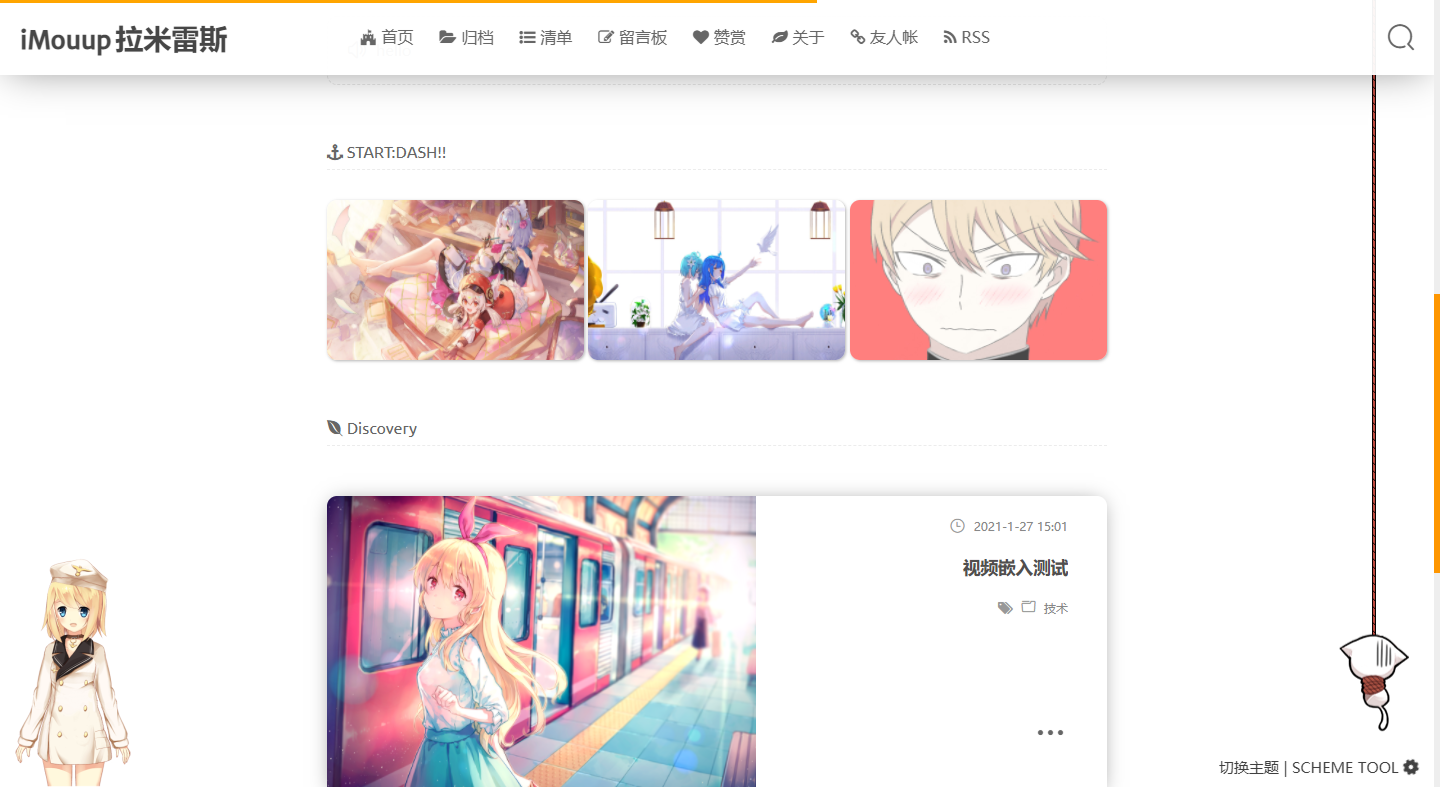 iMouup 拉米雷斯
首页 归档 清单 留言板 赞赏 关于 友人帐 RSS
START:DASH!!
Discovery
2021-1-27 15:01
视频嵌入测试
技术
切换主题 | SCHEME TOOL